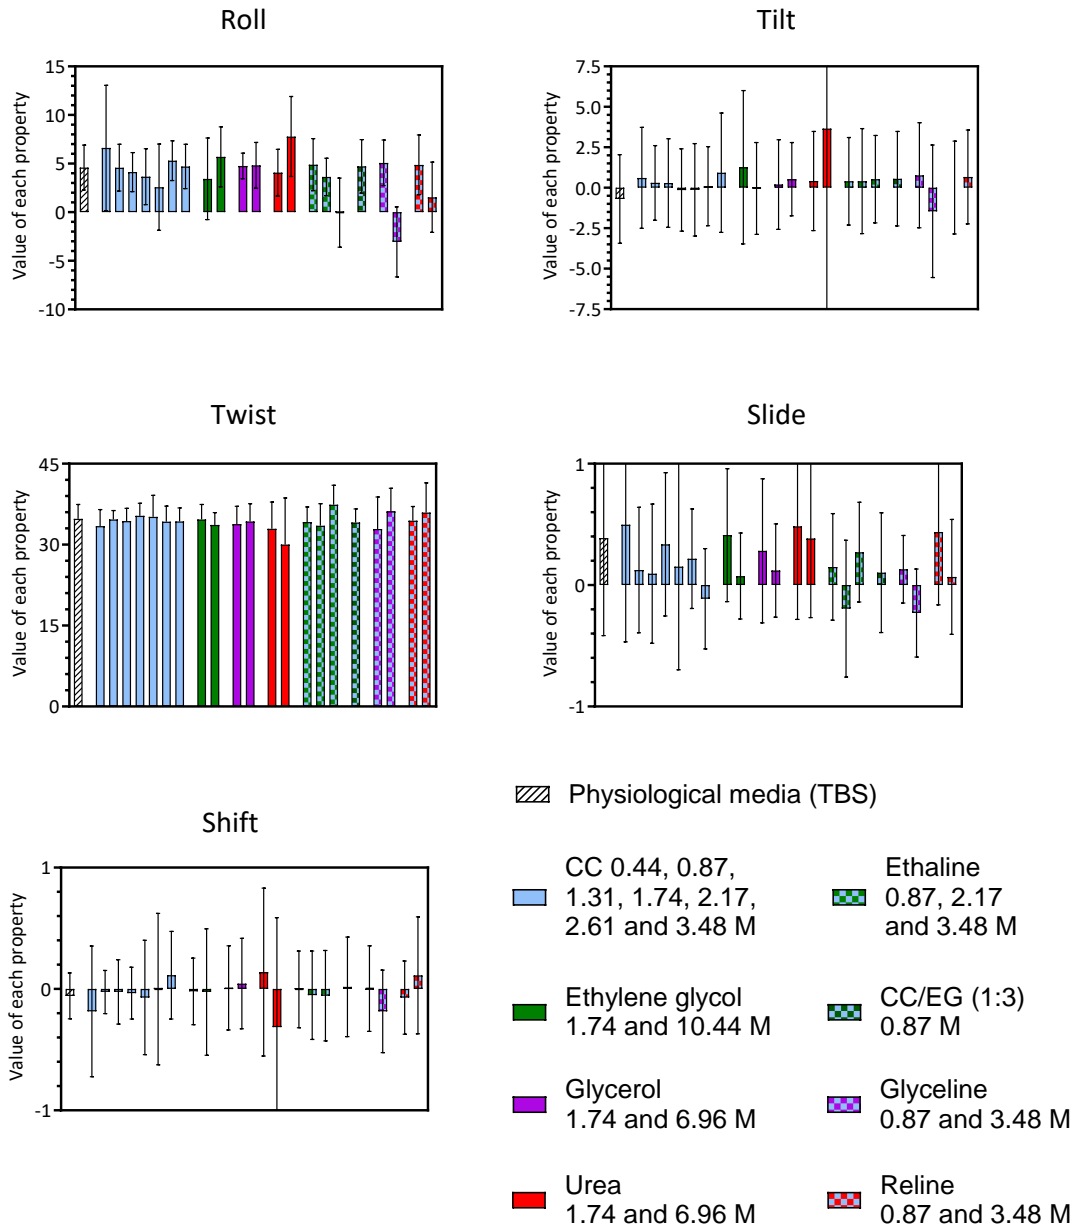 Roll
Value of each property
15
10
5
0
-5
-10
Tilt
Value of each property
7.5
5.0
2.5
0.0
-2.5
-5.0
-7.5
Twist
Value of each property
45
30
15
0
Slide
Value of each property
1
0
-1
Shift
Value of each property
1
0
-1
Physiological media (TBS)
CC 0.44, 0.87,
1.31, 1.74, 2.17,
2.61 and 3.48 M
Ethaline
0.87, 2.17
and 3.48 M
Ethylene glycol
1.74 and 10.44 M
CC/EG (1:3)
0.87 M
Glycerol
1.74 and 6.96 M
Glyceline
0.87 and 3.48 M
Urea
1.74 and 6.96 M
Reline
0.87 and 3.48 M